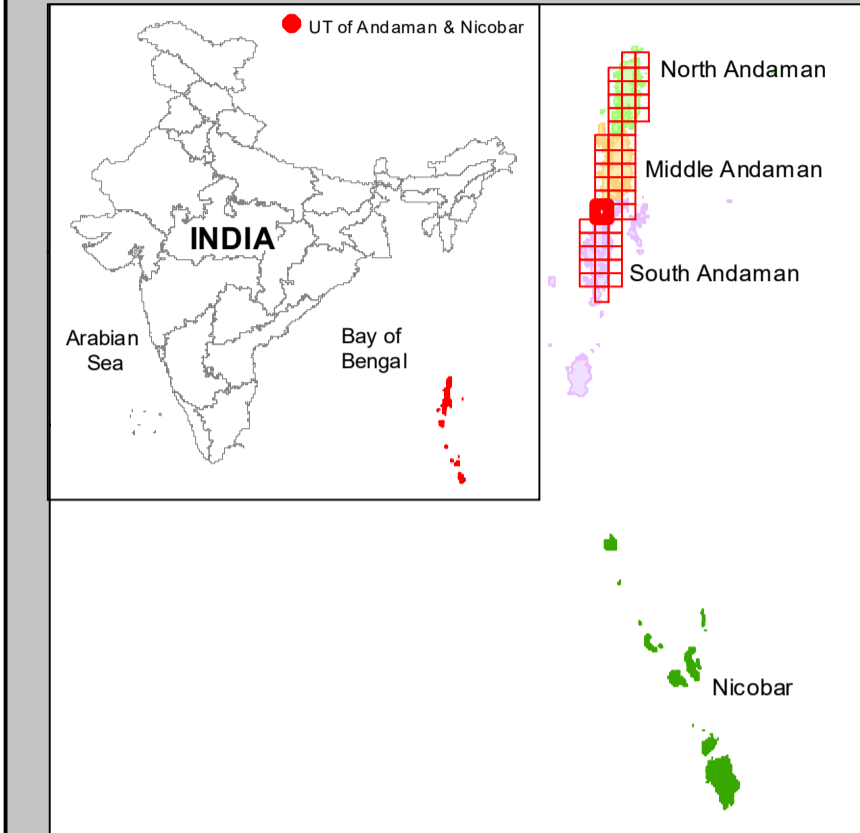 UT of Andaman & Nicobar
North Andaman
Middle Andaman
INDIA
South Andaman
Arabian
Sea
Bay of
Bengal
Nicobar